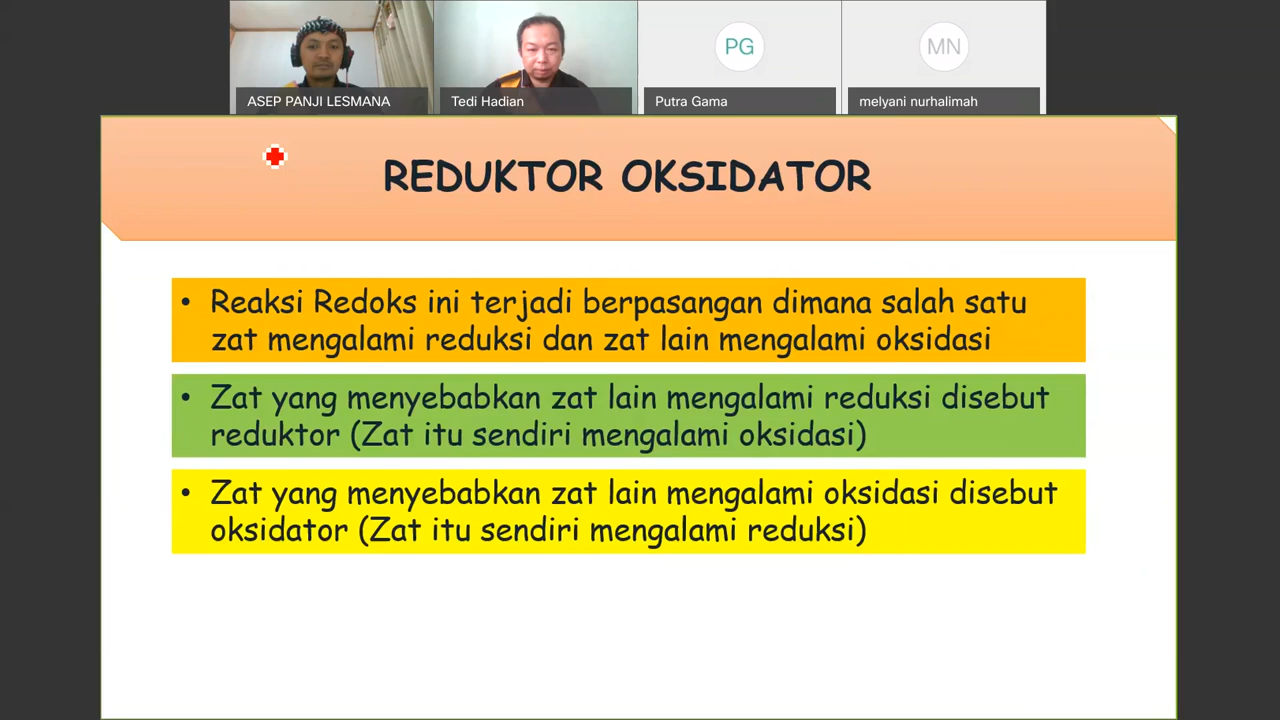 PG
MN
ASEP PANJI LESMANA
Tedi Hadian
Putra Gama
melyani nurhalimah
REDUKTOR OKSIDATOR
• Reaksi Redoks ini terjadi berpasangan dimana salah satu
zat mengalami reduksi dan zat lain mengalami oksidasi
• Zat yang menyebabkan zat lain mengalami reduksi disebut
reduktor (Zat itu sendiri mengalami oksidasi)
• Zat yang menyebabkan zat lain mengalami oksidasi disebut
oksidator (Zat itu sendiri mengalami reduksi)